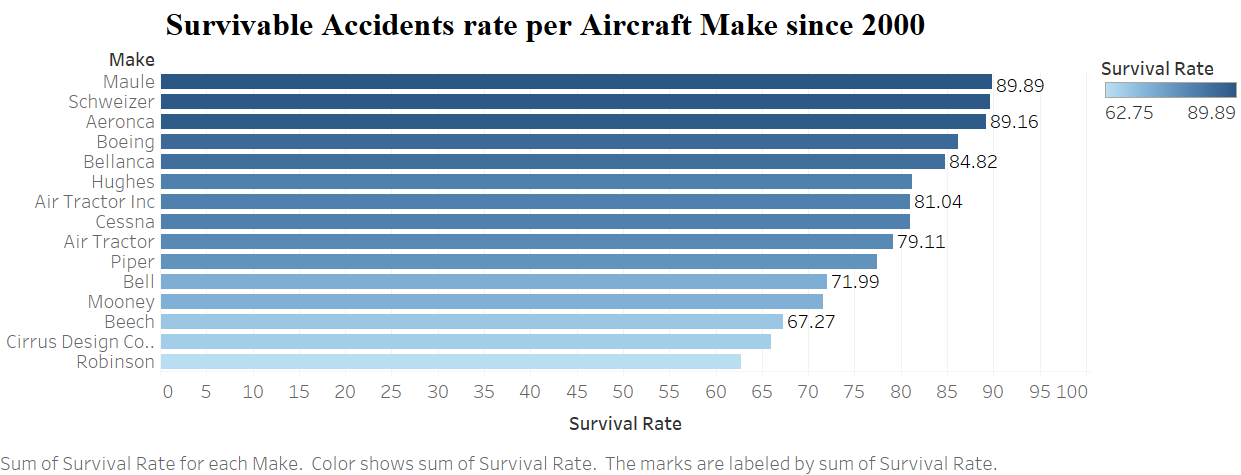 Survivable Accidents rate per Aircraft Make since 2000
Make
Survival Rate
62.75 89.89
Maule 89.89
Schweizer
Aeronca 89.16
Boeing
Bellanca 84.82
Hughes
Air Tractor Inc 81.04
Cessna
Air Tractor 79.11
Piper
Bell 71.99
Mooney
Beech 67.27
Cirrus Design Co..
Robinson
0 5 10 15 20 25 30 35 40 45 50 55 60 65 70 75 80 85 90 95 100
Survival Rate
Sum of Survival Rate for each Make. Color shows sum of Survival Rate. The marks are labeled by sum of Survival Rate.